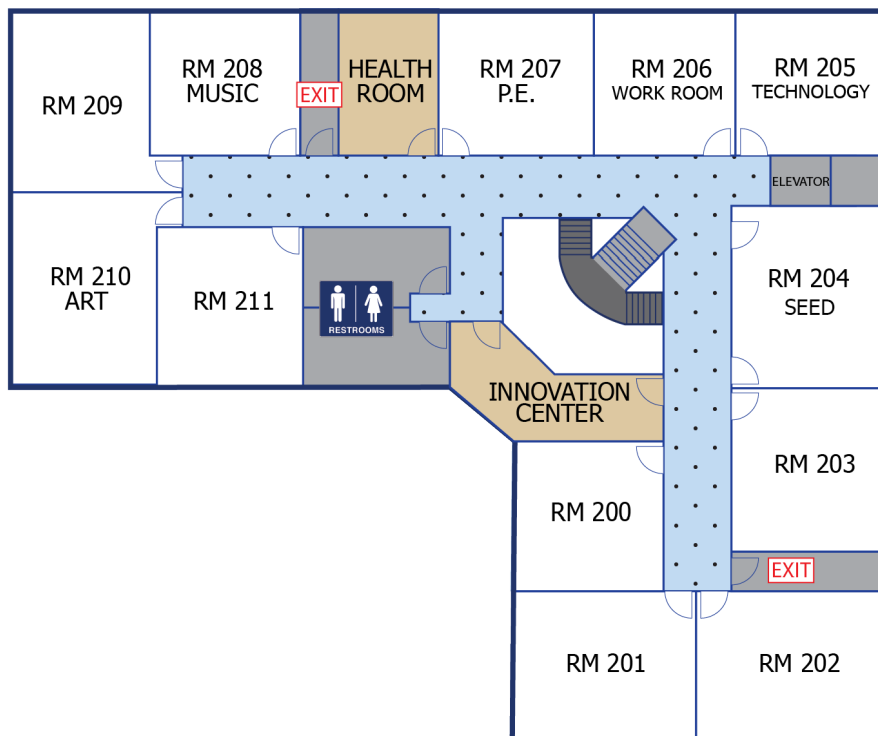 RM 209
RM 208
MUSIC
EXIT
HEALTH
ROOM
RM 207
P.E.
RM 206
WORK ROOM
RM 205
TECHNOLOGY
ELEVATOR
RM 210
ART
RM 211
RESTROOMS
RM 204
SEED
INNOVATION
CENTER
RM 203
RM 200
EXIT
RM 201
RM 202